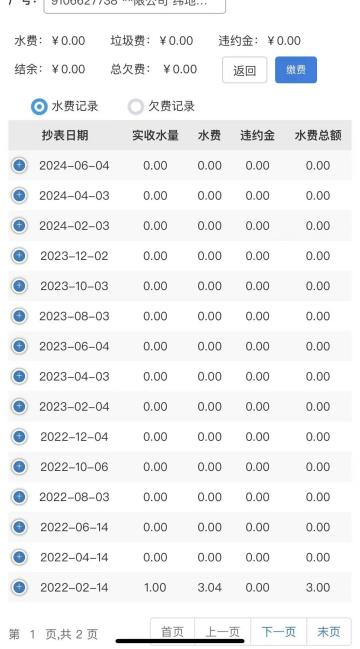 号： 9106627738 **限公司 纬地...
水费：￥0.00 垃圾费：￥0.00 违约金：￥0.00
结余：￥0.00 总欠费：￥0.00 返回 缴费
水费记录 欠费记录
抄表日期 实收水量 水费 违约金 水费总额
2024-06-04 0.00 0.00 0.00 0.00
2024-04-03 0.00 0.00 0.00 0.00
2024-02-03 0.00 0.00 0.00 0.00
2023-12-02 0.00 0.00 0.00 0.00
2023-10-03 0.00 0.00 0.00 0.00
2023-08-03 0.00 0.00 0.00 0.00
2023-06-04 0.00 0.00 0.00 0.00
2023-04-03 0.00 0.00 0.00 0.00
2023-02-04 0.00 0.00 0.00 0.00
2022-12-04 0.00 0.00 0.00 0.00
2022-10-06 0.00 0.00 0.00 0.00
2022-08-03 0.00 0.00 0.00 0.00
2022-06-14 0.00 0.00 0.00 0.00
2022-04-14 0.00 0.00 0.00 0.00
2022-02-14 1.00 3.04 0.00 3.00
第 1 页,共 2 页 首页 上一页 下一页 末页